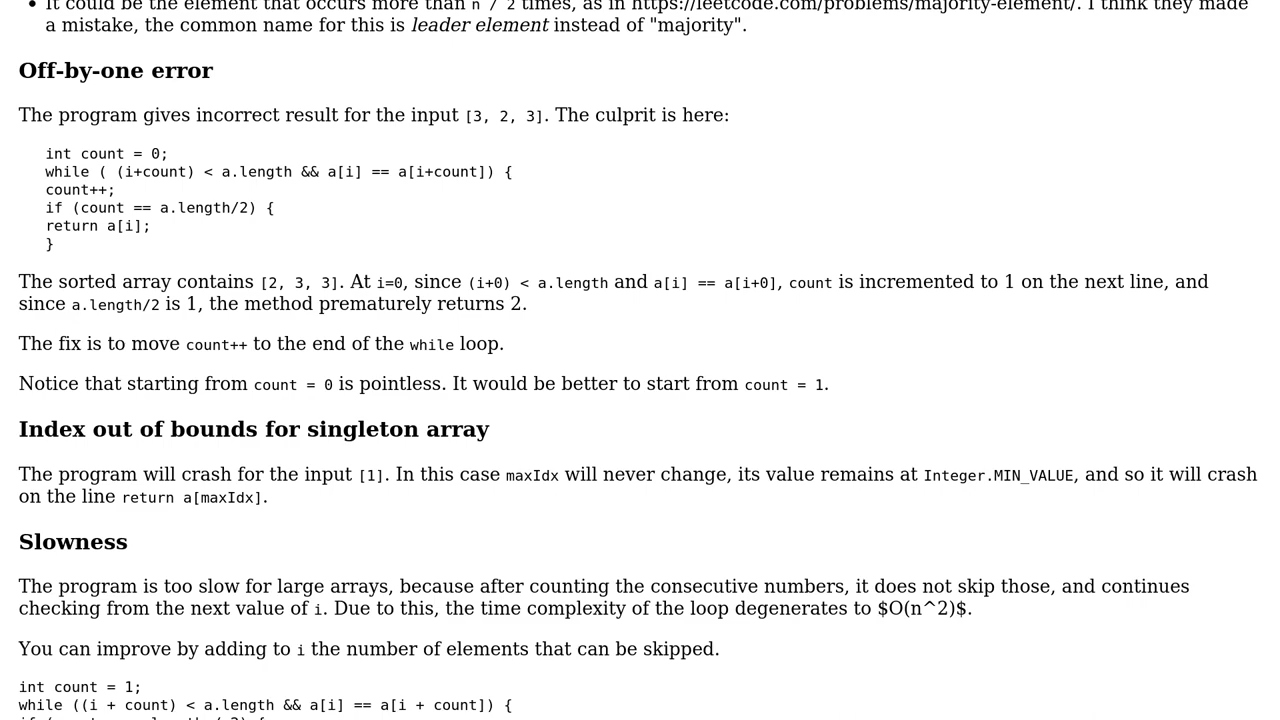 It could be the element that occurs more than n / 2 times, as in https://leetcode.com/problems/majority-element/. I think they made
a mistake, the common name for this is leader element instead of "majority".
Off-by-one error
The program gives incorrect result for the input [3, 2, 3]. The culprit is here:
int count = 0;
while ( (i+count) < a.length && a[i] == a[i+count]) {
count++;
if (count == a.length/2) {
return a[i];
}
The sorted array contains [2, 3, 3]. At i=0, since (i+0) < a.length and a[i] == a[i+0], count is incremented to 1 on the next line, and
since a.length/2 is 1, the method prematurely returns 2.
The fix is to move count++ to the end of the while loop.
Notice that starting from count = 0 is pointless. It would be better to start from count = 1.
Index out of bounds for singleton array
The program will crash for the input [1]. In this case maxIdx will never change, its value remains at Integer.MIN_VALUE, and so it will crash
on the line return a[maxIdx].
Slowness
The program is too slow for large arrays, because after counting the consecutive numbers, it does not skip those, and continues
checking from the next value of i. Due to this, the time complexity of the loop degenerates to $O(n^2)$.
You can improve by adding to i the number of elements that can be skipped.
int count = 1;
while ((i + count) < a.length && a[i] == a[i + count]) {